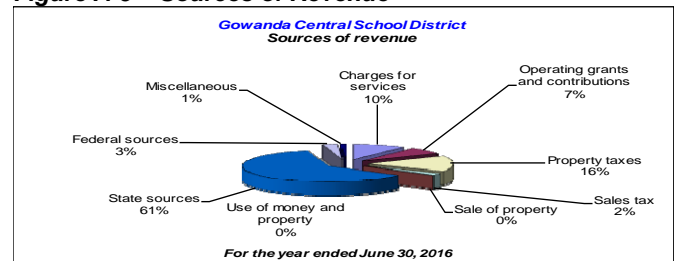 Gowanda Central School District
Sources of revenue
Miscellaneous
1%
Charges for
services
10%
Operating grants
and contributions
7%
Federal sources
3%
Property taxes
16%
State sources
61%
Use of money and
property
0%
Sale of property
0%
Sales tax
2%
For the year ended June 30, 2016